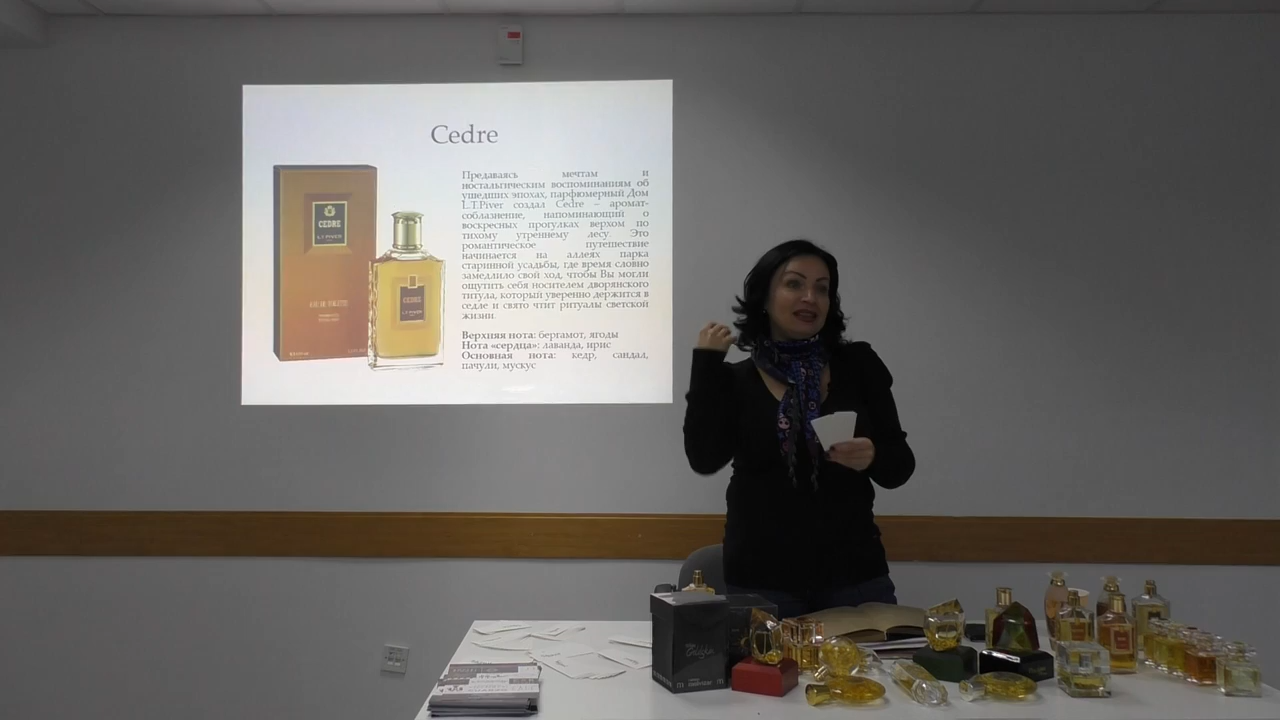 Cedre
Предаваясь мечтам и
ностальгическим воспоминаниям об
ушедших эпохах, парфюмерный Дом
L.T.Piver создал Cedre – аромат-
соблазнение, напоминающий о
воскресных прогулках верхом по
тихому утреннему лесу. Это
романтическое путешествие
начинается на аллеях парка
старинной усадьбы, где время словно
замедлило свой ход, чтобы Вы могли
ощутить себя носителем дворянского
титула, который уверенно держится в
седле и свято чтит ритуалы светской
жизни.
Верхняя нота: бергамот, ягоды
Нота «сердца»: лаванда, ирис
Основная нота: кедр, сандал,
пачули, мускус
CEDRE
L.T. PIVER
CEDRE